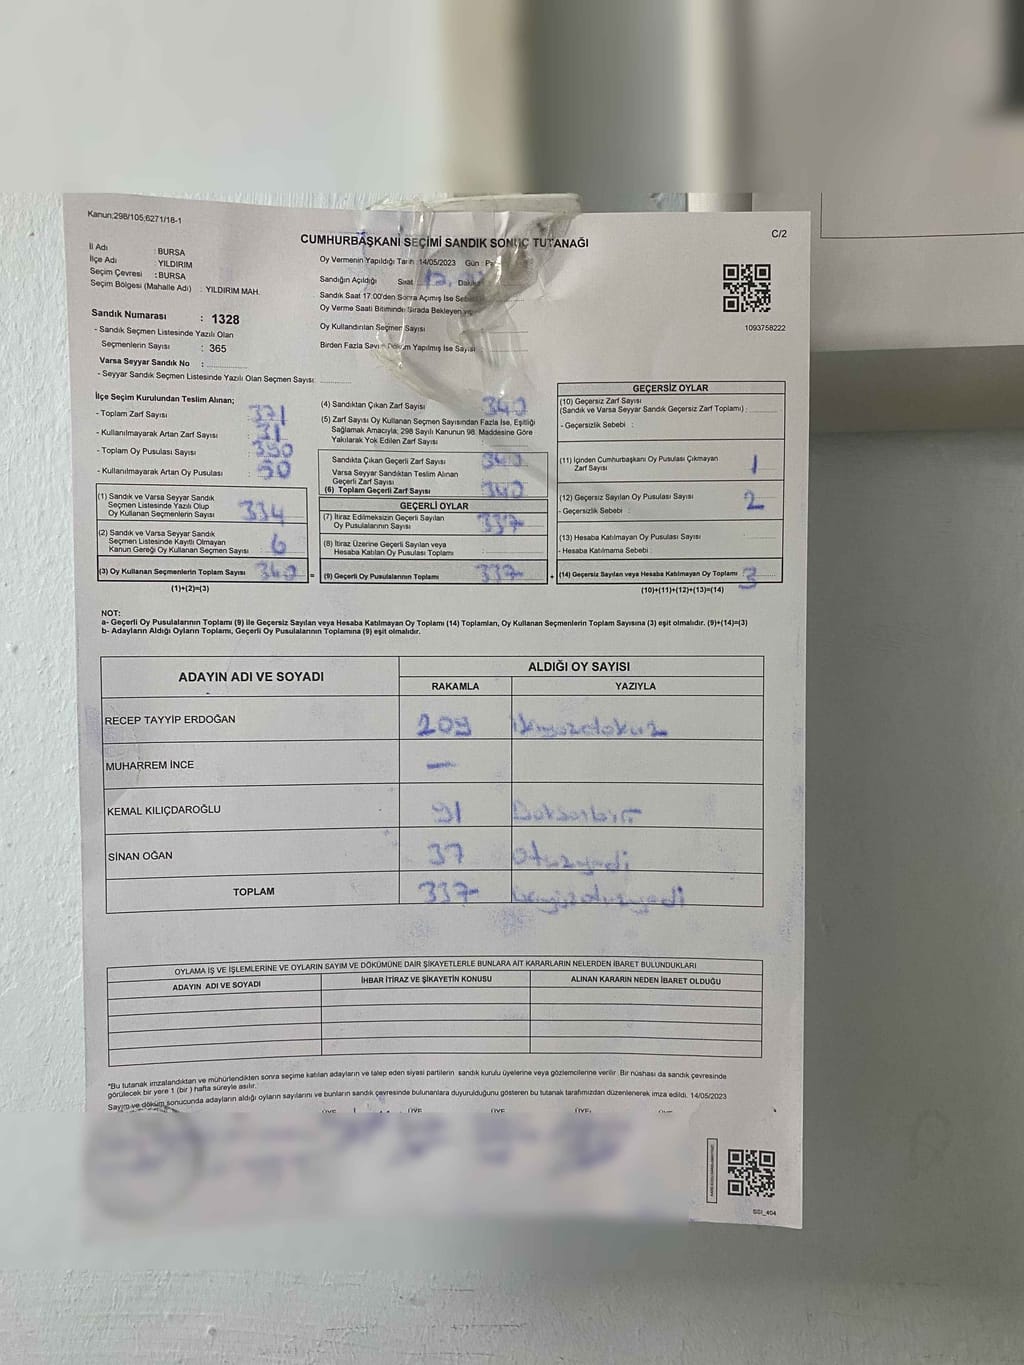 Kanun:298/105;6271/18-1
C/2
CUMHURBAŞKANI SEÇİMİ SANDIK SONUÇ TUTANAĞI
İl Adı : BURSA
İlçe Adı : YILDIRIM
Seçim Çevresi : BURSA
Seçim Bölgesi (Mahalle Adı) : YILDIRIM MAH.
Sandık Numarası : 1328
- Sandık Seçmen Listesinde Yazılı Olan
Seçmenlerin Sayısı : 365
Varsa Seyyar Sandık No :
- Seyyar Sandık Seçmen Listesinde Yazılı Olan Seçmen Sayısı:
Oy Vermenin Yapıldığı Tarih :14/05/2023 Gün :
Sandığın Açıldığı Saat : Dakika
Sandık Saat 17.00'den Sonra Açımış İse
Oy Verme Saati Bitiminde Sırada Bekleyen ve
Oy Kullandırılan Seçmen Sayısı
Birden Fazla Sayım Döküm Yapılmış İse Sayısı
1093758222
İlçe Seçim Kurulundan Teslim Alınan;
- Toplam Zarf Sayısı : 371
- Kullanılmayarak Artan Zarf Sayısı : 31
- Toplam Oy Pusulası Sayısı : 390
- Kullanılmayarak Artan Oy Pusulası : 50
(1) Sandık ve Varsa Seyyar Sandık
Seçmen Listesinde Yazılı Olup
Oy Kullanan Seçmenlerin Sayısı 334
(2) Sandık ve Varsa Seyyar Sandık
Seçmen Listesinde Kayıtlı Olmayan
Kanun Gereği Oy Kullanan Seçmen Sayısı 6
(3) Oy Kullanan Seçmenlerin Toplam Sayısı 340
(1)+(2)=(3)
(4) Sandıktan Çıkan Zarf Sayısı 340
(5) Zarf Sayısı Oy Kullanan Seçmen Sayısından Fazla İse, Eşitliği
Sağlamak Amacıyla; 298 Sayılı Kanunun 98. Maddesine Göre
Yakılarak Yok Edilen Zarf Sayısı
Sandıkta Çıkan Geçerli Zarf Sayısı 340
Varsa Seyyar Sandıktan Teslim Alınan
Geçerli Zarf Sayısı
(6) Toplam Geçerli Zarf Sayısı 340
GEÇERLİ OYLAR
(7) İtiraz Edilmeksizin Geçerli Sayılan
Oy Pusulalarının Sayısı 337
(8) İtiraz Üzerine Geçerli Sayılan veya
Hesaba Katılan Oy Pusulası Toplamı
= (9) Geçerli Oy Pusulalarının Toplamı 337
GEÇERSİZ OYLAR
(10) Geçersiz Zarf Sayısı
(Sandık ve Varsa Seyyar Sandık Geçersiz Zarf Toplamı) :
- Geçersizlik Sebebi :
(11) İçinden Cumhurbaşkanı Oy Pusulası Çıkmayan
Zarf Sayısı 1
(12) Geçersiz Sayılan Oy Pusulası Sayısı 2
- Geçersizlik Sebebi :
(13) Hesaba Katılmayan Oy Pusulası Sayısı
- Hesaba Katılmama Sebebi :
+ (14) Geçersiz Sayılan veya Hesaba Katılmayan Oy Toplamı 3
(10)+(11)+(12)+(13)=(14)
NOT:
a- Geçerli Oy Pusulalarının Toplamı (9) ile Geçersiz Sayılan veya Hesaba Katılmayan Oy Toplamı (14) Toplamları, Oy Kullanan Seçmenlerin Toplam Sayısına (3) eşit olmalıdır. (9)+(14)=(3)
b- Adayların Aldığı Oyların Toplamı, Geçerli Oy Pusulalarının Toplamına (9) eşit olmalıdır.
ADAYIN ADI VE SOYADI
ALDIĞI OY SAYISI
RAKAMLA YAZIYLA
RECEP TAYYİP ERDOĞAN 209 ikiyüzdokuz
MUHARREM İNCE —
KEMAL KILIÇDAROĞLU 91 Doksanbir
SİNAN OĞAN 37 otuzyedi
TOPLAM 337
OYLAMA İŞ VE İŞLEMLERİNE VE OYLARIN SAYIM VE DÖKÜMÜNE DAİR ŞİKAYETLERLE BUNLARA AİT KARARLARIN NELERDEN İBARET BULUNDUKLARI
ADAYIN ADI VE SOYADI İHBAR İTİRAZ VE ŞİKAYETİN KONUSU ALINAN KARARIN NEDEN İBARET OLDUĞU
*Bu tutanak imzalandıktan ve mühürlendikten sonra seçime katılan adayların ve talep eden siyasi partilerin sandık kurulu üyelerine veya gözlemcilerine verilir. Bir nüshası da sandık çevresinde
görülecek bir yere 1 (bir ) hafta süreyle asılır.
Sayım ve döküm sonucunda adayların aldığı oyların sayılarını ve bunların sandık çevresinde bulunanlara duyurulduğunu gösteren bu tutanak tarafımızdan düzenlenerek imza edildi. 14/05/2023
ÜYE ÜYE ÜYE ÜYE
SSI_404